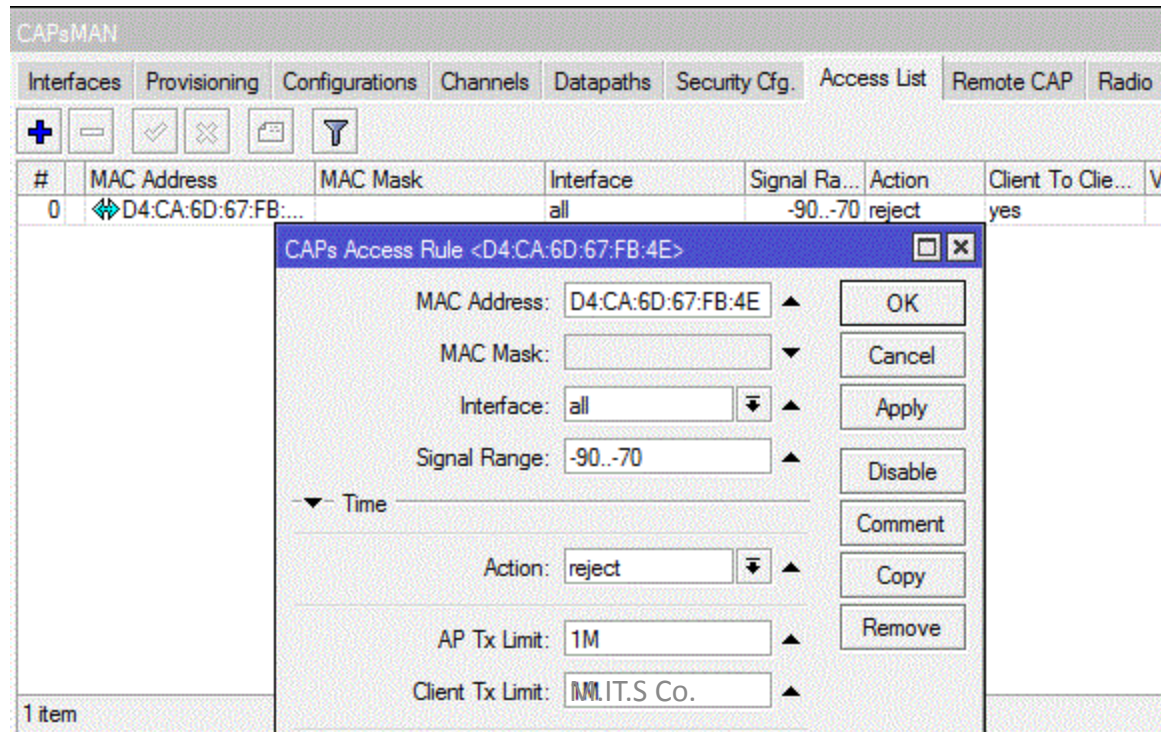 CAPsMAN
Interfaces Provisioning Configurations Channels Datapaths Security Cfg. Access List Remote CAP Radio
# MAC Address MAC Mask Interface Signal Ra... Action Client To Clie... V
0 D4:CA:6D:67:FB:... all -90..-70 reject yes
CAPs Access Rule <D4:CA:6D:67:FB:4E>
MAC Address: D4:CA:6D:67:FB:4E OK
MAC Mask: Cancel
Interface: all Apply
Signal Range: -90..-70 Disable
Time
Comment
Action: reject Copy
AP Tx Limit: 1M Remove
Client Tx Limit: IT.S Co.
1 item